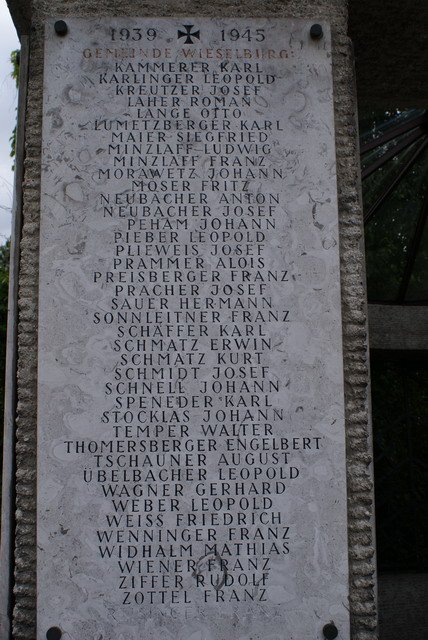 1939 ✠ 1945
GEMEINDE WIESELBURG:
KAMMERER KARL
KARLINGER LEOPOLD
KREUTZER JOSEF
LAHER ROMAN
LANGE OTTO
LUMETZBERGER KARL
MAIER SIEGFRIED
MINZLAFF LUDWIG
MINZLAFF FRANZ
MORAWETZ JOHANN
MOSER FRITZ
NEUBACHER ANTON
NEUBACHER JOSEF
PEHAM JOHANN
PIEBER LEOPOLD
PLIEWEIS JOSEF
PRAMMER ALOIS
PREISBERGER FRANZ
PRACHER JOSEF
SAUER HERMANN
SONNLEITNER FRANZ
SCHAFFER KARL
SCHMATZ ERWIN
SCHMATZ KURT
SCHMIDT JOSEF
SCHNELL JOHANN
SPENEDER KARL
STOCKLAS JOHANN
TEMPER WALTER
THOMERSBERGER ENGELBERT
TSCHAUNER AUGUST
ÜBELBACHER LEOPOLD
WAGNER GERHARD
WEBER LEOPOLD
WEISS FRIEDRICH
WENNINGER FRANZ
WIDHALM MATHIAS
WIENER FRANZ
ZIFFER RUDOLF
ZOTTEL FRANZ